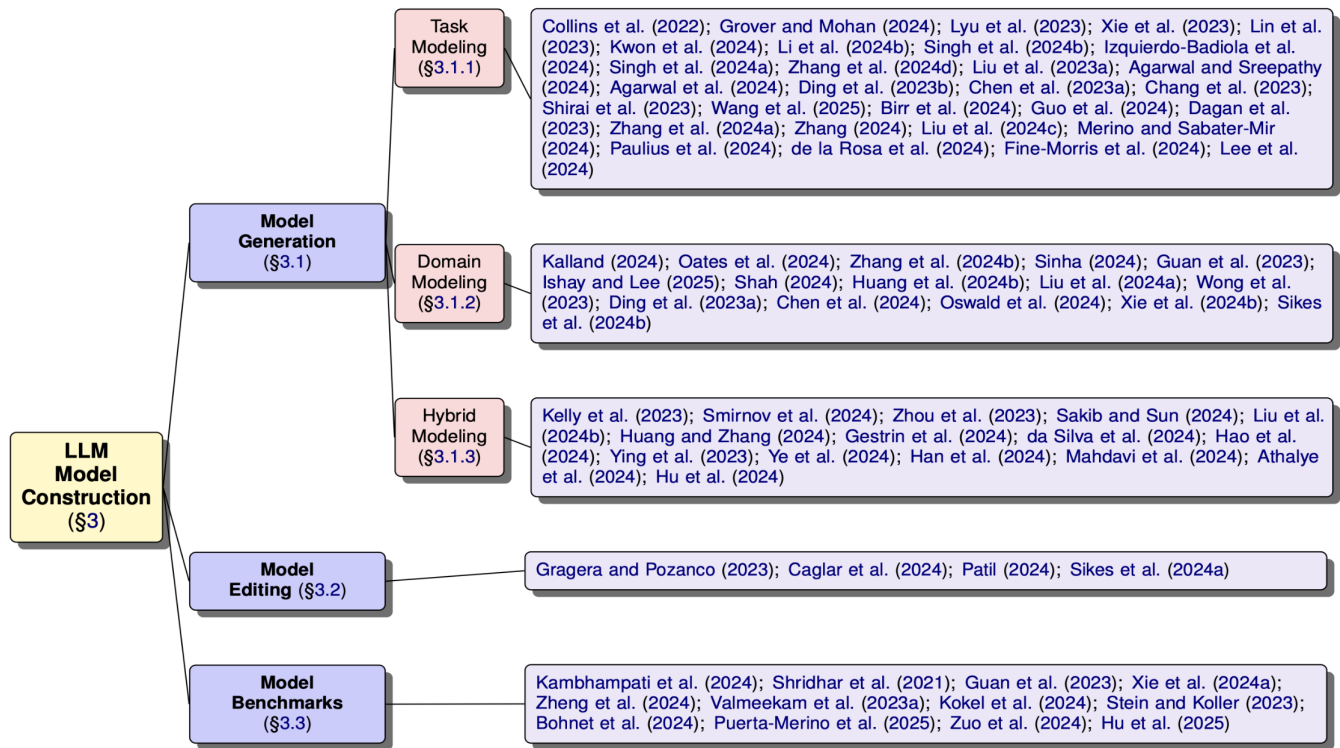 Task
Modeling
(§3.1.1)
Collins et al. (2022); Grover and Mohan (2024); Lyu et al. (2023); Xie et al. (2023); Lin et al.
(2023); Kwon et al. (2024); Li et al. (2024b); Singh et al. (2024b); Izquierdo-Badiola et al.
(2024); Singh et al. (2024a); Zhang et al. (2024d); Liu et al. (2023a); Agarwal and Sreepathy
(2024); Agarwal et al. (2024); Ding et al. (2023b); Chen et al. (2023a); Chang et al. (2023);
Shirai et al. (2023); Wang et al. (2025); Birr et al. (2024); Guo et al. (2024); Dagan et al.
(2023); Zhang et al. (2024a); Zhang (2024); Liu et al. (2024c); Merino and Sabater-Mir
(2024); Paulius et al. (2024); de la Rosa et al. (2024); Fine-Morris et al. (2024); Lee et al.
(2024)
Model
Generation
(§3.1)
Domain
Modeling
(§3.1.2)
Kalland (2024); Oates et al. (2024); Zhang et al. (2024b); Sinha (2024); Guan et al. (2023);
Ishay and Lee (2025); Shah (2024); Huang et al. (2024b); Liu et al. (2024a); Wong et al.
(2023); Ding et al. (2023a); Chen et al. (2024); Oswald et al. (2024); Xie et al. (2024b); Sikes
et al. (2024b)
Hybrid
Modeling
(§3.1.3)
Kelly et al. (2023); Smirnov et al. (2024); Zhou et al. (2023); Sakib and Sun (2024); Liu et al.
(2024b); Huang and Zhang (2024); Gestrin et al. (2024); da Silva et al. (2024); Hao et al.
(2024); Ying et al. (2023); Ye et al. (2024); Han et al. (2024); Mahdavi et al. (2024); Athalye
et al. (2024); Hu et al. (2024)
LLM
Model
Construction
(§3)
Model
Editing (§3.2)
Gragera and Pozanco (2023); Caglar et al. (2024); Patil (2024); Sikes et al. (2024a)
Model
Benchmarks
(§3.3)
Kambhampati et al. (2024); Shridhar et al. (2021); Guan et al. (2023); Xie et al. (2024a);
Zheng et al. (2024); Valmeekam et al. (2023a); Kokel et al. (2024); Stein and Koller (2023);
Bohnet et al. (2024); Puerta-Merino et al. (2025); Zuo et al. (2024); Hu et al. (2025)